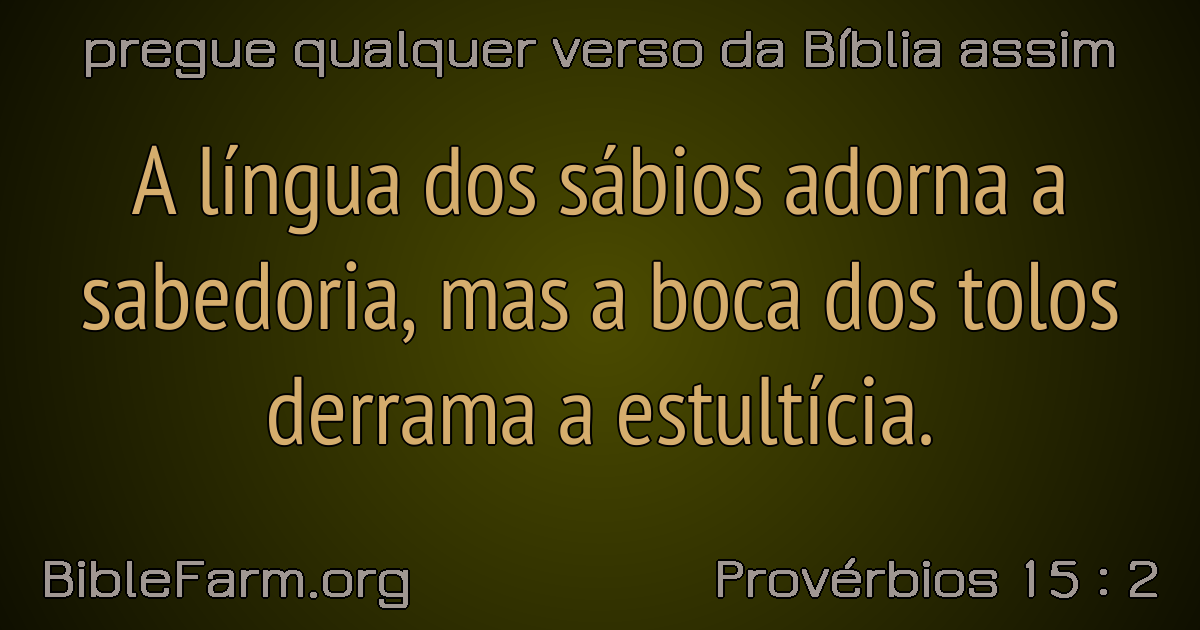 pregue qualquer verso da Bíblia assim
A língua dos sábios adorna a
sabedoria, mas a boca dos tolos
derrama a estultícia.
BibleFarm.org
Provérbios 15 : 2